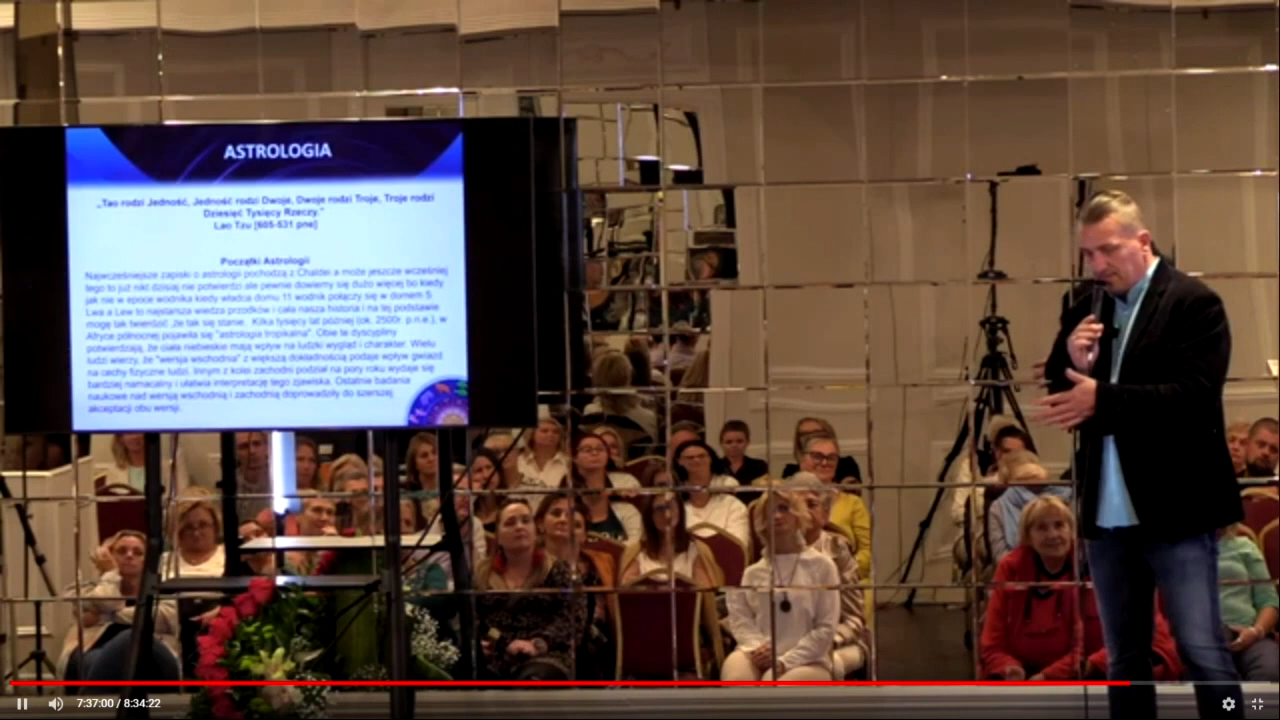 ASTROLOGIA
„Tao rodzi Jedność, Jedność rodzi Dwoje, Dwoje rodzi Troje, Troje rodzi
Dziesięć Tysięcy Rzeczy."
Lao Tzu [605-531 pne]
Początki Astrologii
Najwcześniejsze zapiski o astrologii pochodzą z Chaldei a może jeszcze wcześniej
tego to już nikt dzisiaj nie potwierdzi ale pewnie dowiemy się dużo więcej bo kiedy
jak nie w epoce wodnika kiedy władca domu 11 wodnik połączy się w domem 5
Lwa a Lew to najstarsza wiedza przodków i cała nasza historia i na tej podstawie
mogę tak twierdzić ,że tak się stanie. Kilka tysięcy lat później (ok. 2500r. p.n.e.), w
Afryce północnej pojawiła się "astrologia tropikalna". Obie te dyscypliny
potwierdzają, że ciała niebieskie mają wpływ na ludzki wygląd i charakter. Wielu
ludzi wierzy, że "wersja wschodnia" z większą dokładnością podaje wpływ gwiazd
na cechy fizyczne ludzi. Innym z kolei zachodni podział na pory roku wydaje się
bardziej namacalny i ułatwia interpretację tego zjawiska. Ostatnie badania
naukowe nad wersją wschodnią i zachodnią doprowadziły do szerszej
akceptacji obu wersji.
7:37:00 / 8:34:22